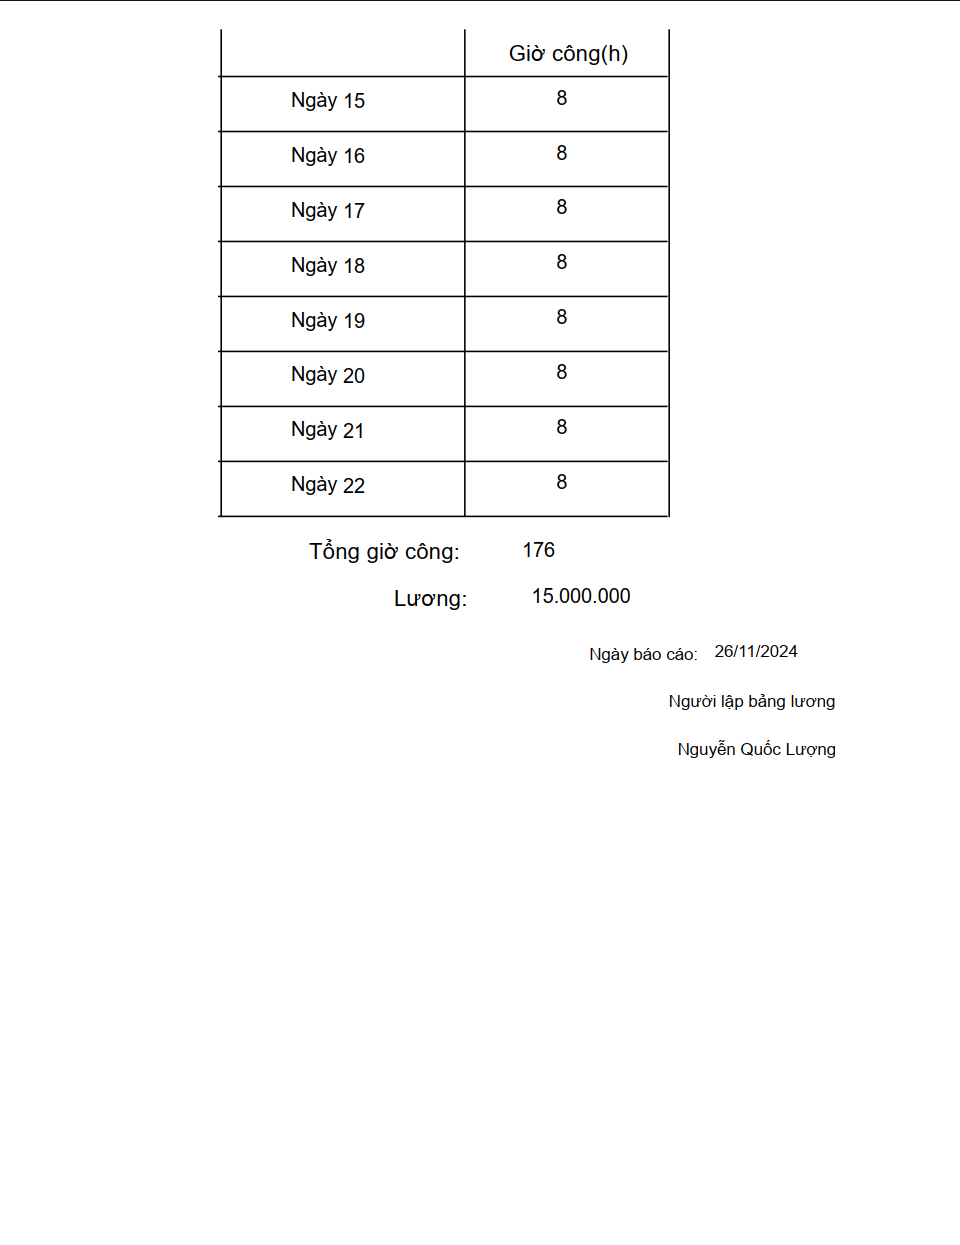 Giờ công(h)
Ngày 15 8
Ngày 16 8
Ngày 17 8
Ngày 18 8
Ngày 19 8
Ngày 20 8
Ngày 21 8
Ngày 22 8
Tổng giờ công: 176
Lương: 15.000.000
Ngày báo cáo: 26/11/2024
Người lập bảng lương
Nguyễn Quốc Lượng